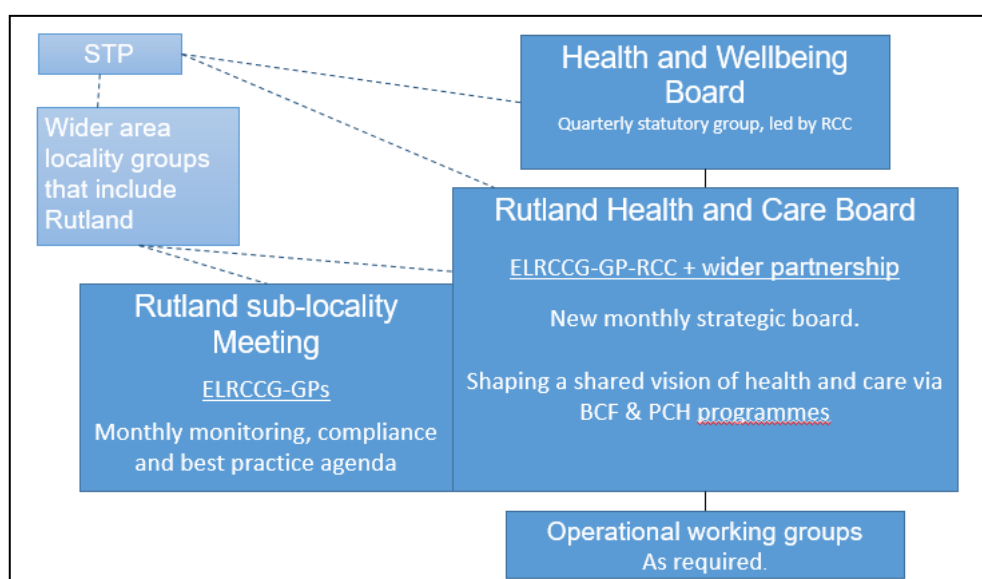 STP
Wider area
locality groups
that include
Rutland
Health and Wellbeing
Board
Quarterly statutory group, led by RCC
Rutland Health and Care Board
ELRCCG-GP-RCC + wider partnership
New monthly strategic board.
Shaping a shared vision of health and care via
BCF & PCH programmes
Rutland sub-locality
Meeting
ELRCCG-GPs
Monthly monitoring, compliance
and best practice agenda
Operational working groups
As required.